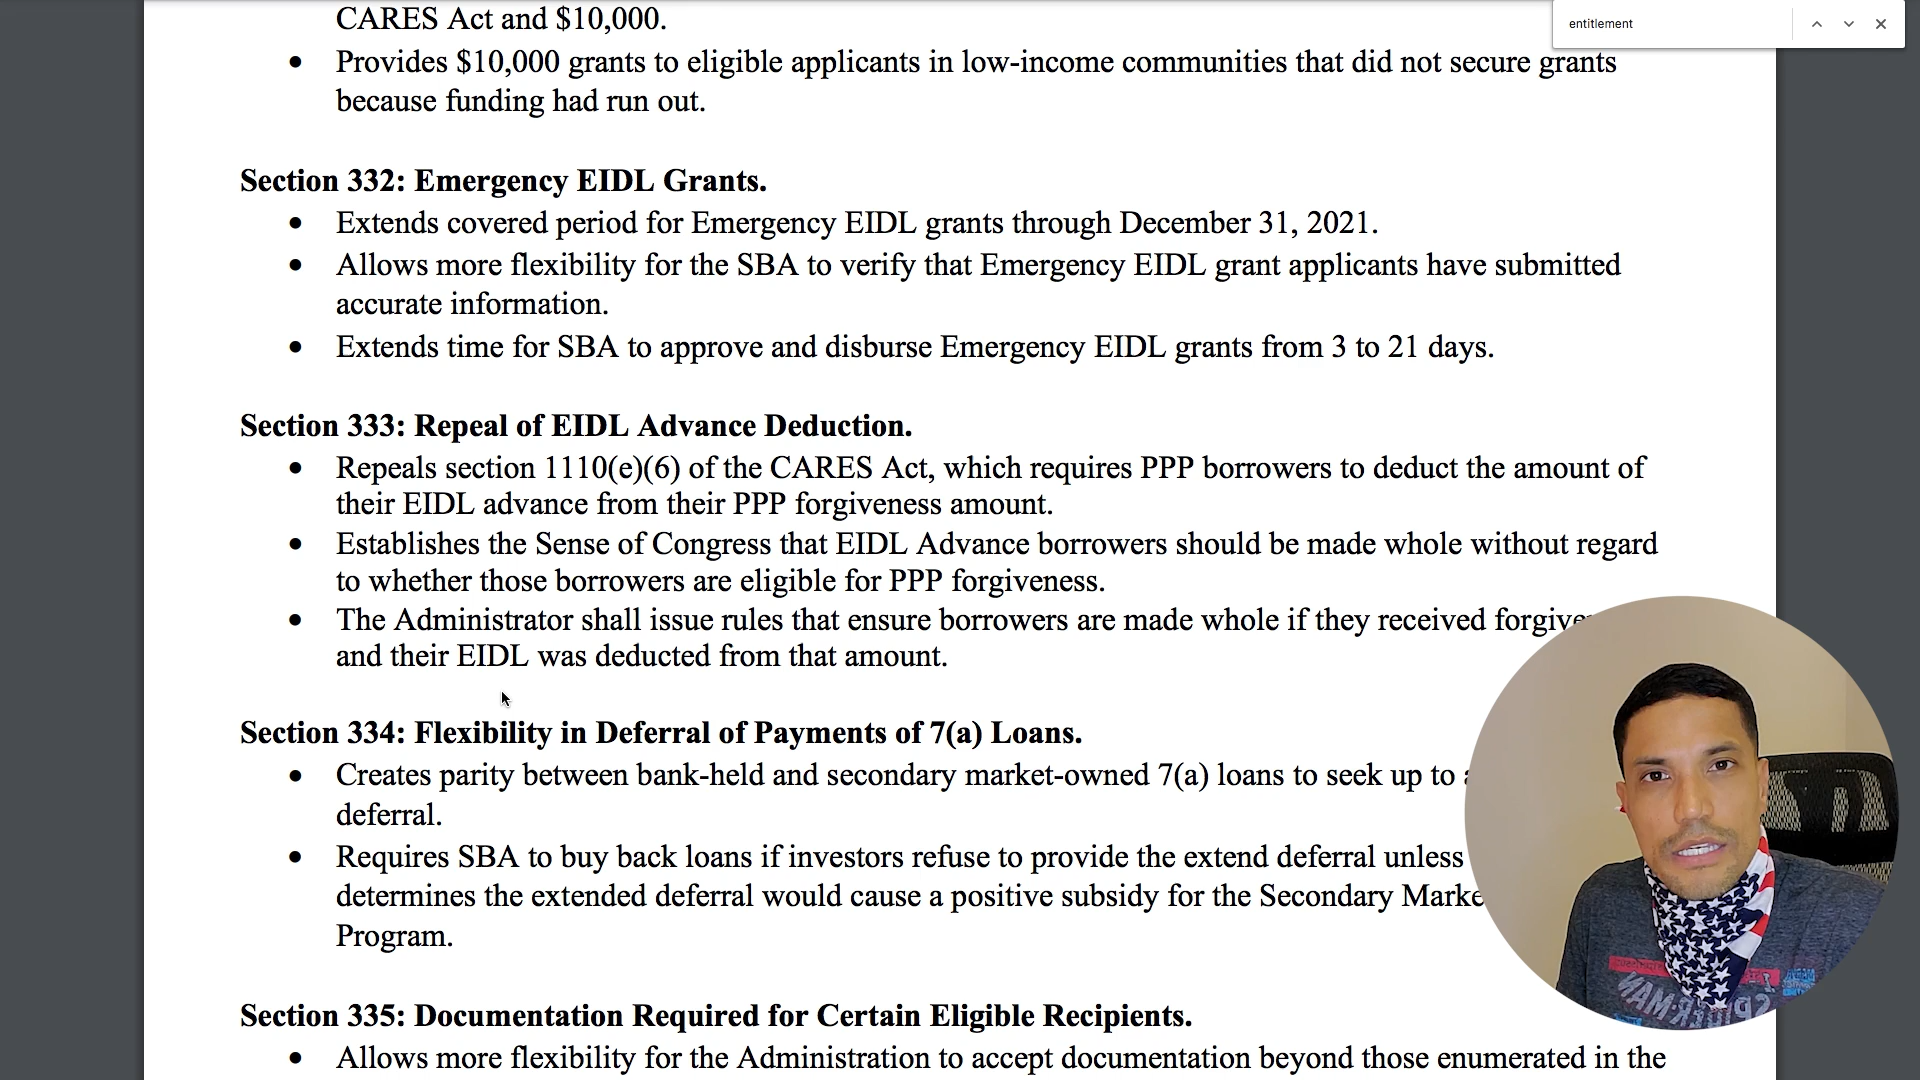 CARES Act and $10,000.
entitlement
• Provides $10,000 grants to eligible applicants in low-income communities that did not secure grants
because funding had run out.
Section 332: Emergency EIDL Grants.
• Extends covered period for Emergency EIDL grants through December 31, 2021.
• Allows more flexibility for the SBA to verify that Emergency EIDL grant applicants have submitted
accurate information.
• Extends time for SBA to approve and disburse Emergency EIDL grants from 3 to 21 days.
Section 333: Repeal of EIDL Advance Deduction.
• Repeals section 1110(e)(6) of the CARES Act, which requires PPP borrowers to deduct the amount of
their EIDL advance from their PPP forgiveness amount.
• Establishes the Sense of Congress that EIDL Advance borrowers should be made whole without regard
to whether those borrowers are eligible for PPP forgiveness.
• The Administrator shall issue rules that ensure borrowers are made whole if they received
and their EIDL was deducted from that amount.
Section 334: Flexibility in Deferral of Payments of 7(a) Loans.
• Creates parity between bank-held and secondary market-owned 7(a) loans to seek up to
deferral.
• Requires SBA to buy back loans if investors refuse to provide the extend deferral unless
determines the extended deferral would cause a positive subsidy for the Secondary
Program.
Section 335: Documentation Required for Certain Eligible Recipients.
• Allows more flexibility for the Administration to accept documentation beyond those enumerated in the